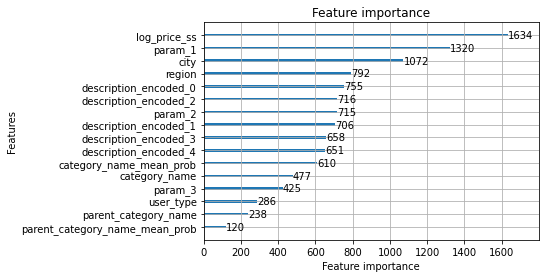 Feature importance
log_price_ss 1634
param_1 1320
city 1072
region 792
description_encoded_0 755
description_encoded_2 716
param_2 715
description_encoded_1 706
description_encoded_3 658
description_encoded_4 651
category_name_mean_prob 610
category_name 477
param_3 425
user_type 286
parent_category_name 238
parent_category_name_mean_prob 120
Features
0 200 400 600 800 1000 1200 1400 1600
Feature importance